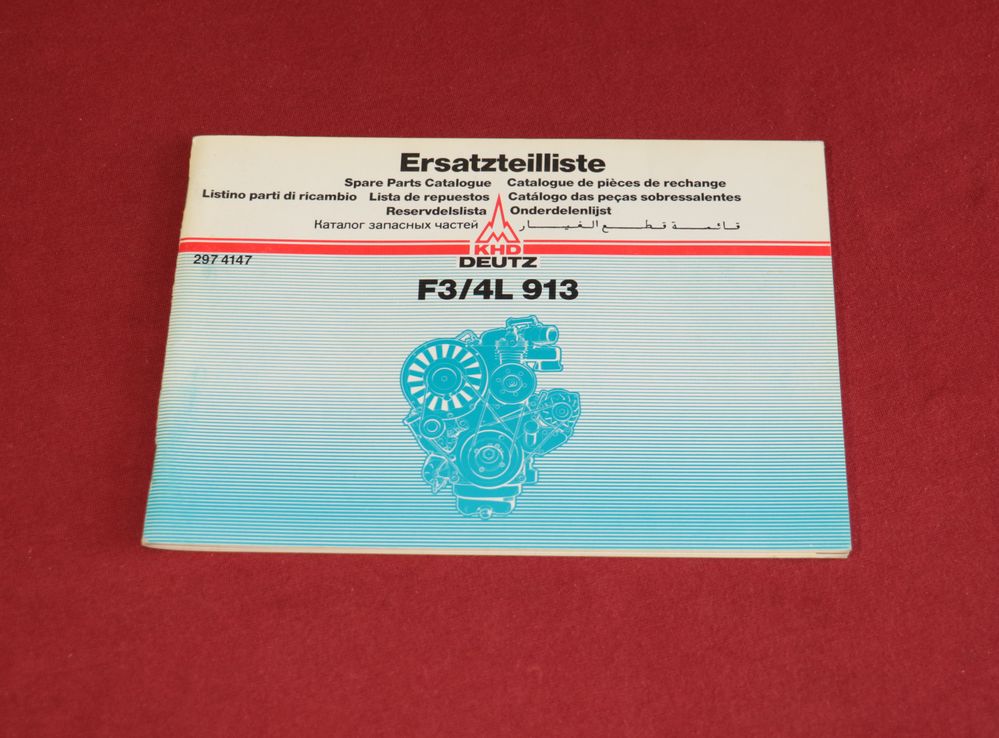 Ersatzteilliste
Spare Parts Catalogue Catalogue de pièces de rechange
Listino parti di ricambio Lista de repuestos Catálogo das peças sobressalentes
Reservdelslista Onderdelenlijst
Каталог запасных частей قائمة قطع الغيار
KHD
DEUTZ
297 4147
F3/4L 913